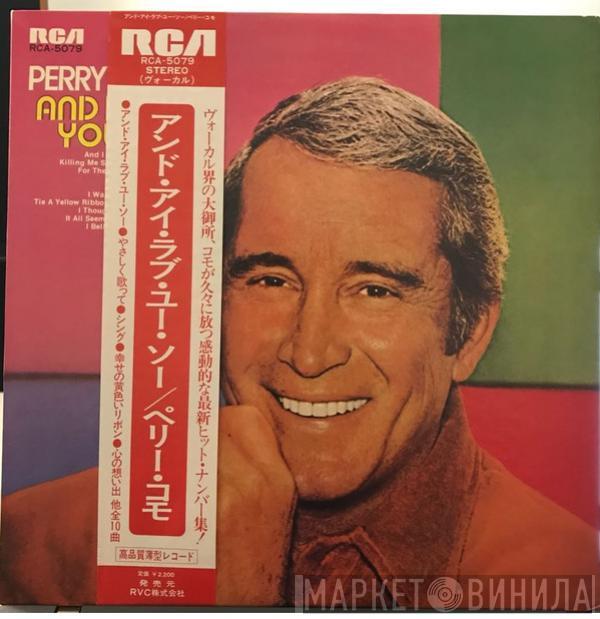 RCA
RCA-5079
PERRY
AND
YOU
And I
Killing Me S
For The
I Wa
Tie A Yellow Ribbo
I Thoug
It All Seem
I Beli
アンド・アイ・ラブ・ユー・ソー/ペリー・コモ
RCA
RCA-5079
STEREO
(ヴォーカル)
ヴォーカル界の大御所、コモが久々に放つ感動的な最新ヒット・ナンバー集!
アンド・アイ・ラブ・ユー・ソー/ペリー・コモ
●アンド・アイ・ラブ・ユー・ソー●やさしく歌って●シング●幸せの黄色いリボン●心の想い出 他全10曲
高品質薄型レコード
定価 ¥2,200
発売元
RVC株式会社
МАРКЕТ ВИНИЛА